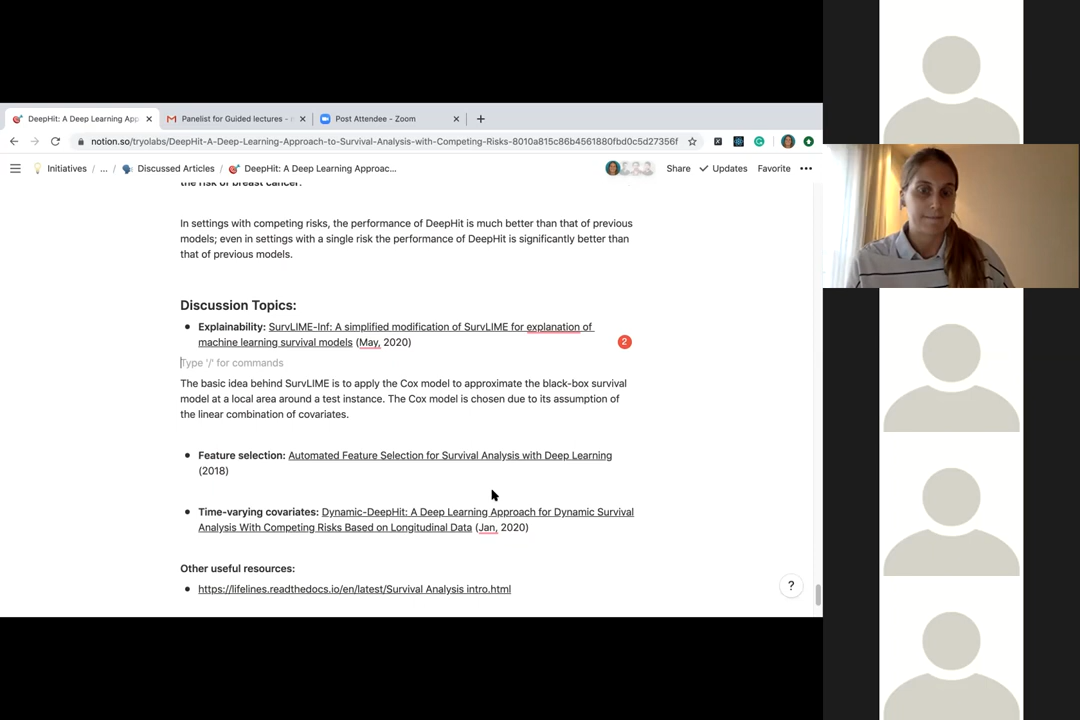 DeepHit: A Deep Learning App
Panelist for Guided lectures -
Post Attendee - Zoom
notion.so/tryolabs/DeepHit-A-Deep-Learning-Approach-to-Survival-Analysis-with-Competing-Risks-8010a815c86b4561880fbd0c5d27356f
Initiatives / ... / Discussed Articles / DeepHit: A Deep Learning Approac...
Share Updates Favorite
the risk of breast cancer.
In settings with competing risks, the performance of DeepHit is much better than that of previous
models; even in settings with a single risk the performance of DeepHit is significantly better than
that of previous models.
Discussion Topics:
Explainability: SurvLIME-Inf: A simplified modification of SurvLIME for explanation of
machine learning survival models (May, 2020)
2
Type '/' for commands
The basic idea behind SurvLIME is to apply the Cox model to approximate the black-box survival
model at a local area around a test instance. The Cox model is chosen due to its assumption of
the linear combination of covariates.
Feature selection: Automated Feature Selection for Survival Analysis with Deep Learning
(2018)
Time-varying covariates: Dynamic-DeepHit: A Deep Learning Approach for Dynamic Survival
Analysis With Competing Risks Based on Longitudinal Data (Jan, 2020)
Other useful resources:
https://lifelines.readthedocs.io/en/latest/Survival Analysis intro.html
?